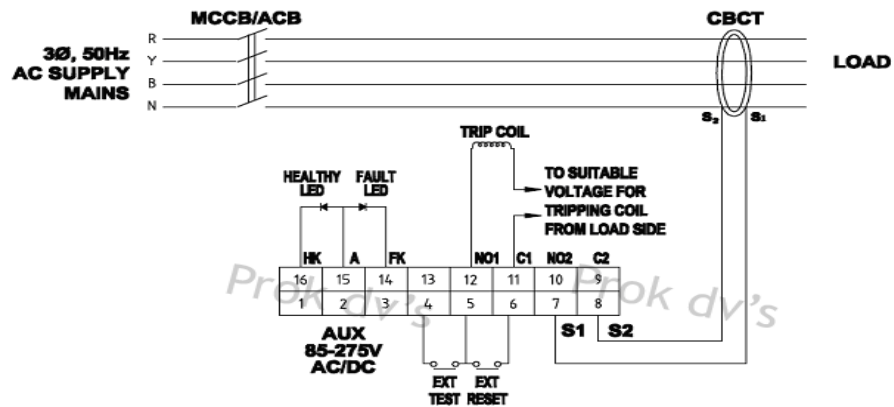 MCCB/ACB
CBCT
R
Y
B
N
3Ø, 50Hz
AC SUPPLY
MAINS
LOAD
S₂ S₁
TRIP COIL
HEALTHY LED
FAULT LED
TO SUITABLE
VOLTAGE FOR
TRIPPING COIL
FROM LOAD SIDE
HK A FK NO1 C1 NO2 C2
16 15 14 13 12 11 10 9
1 2 3 4 5 6 7 8
Prok dv's Prok dv's
AUX
85-275V
AC/DC
S1 S2
EXT
TEST
EXT
RESET